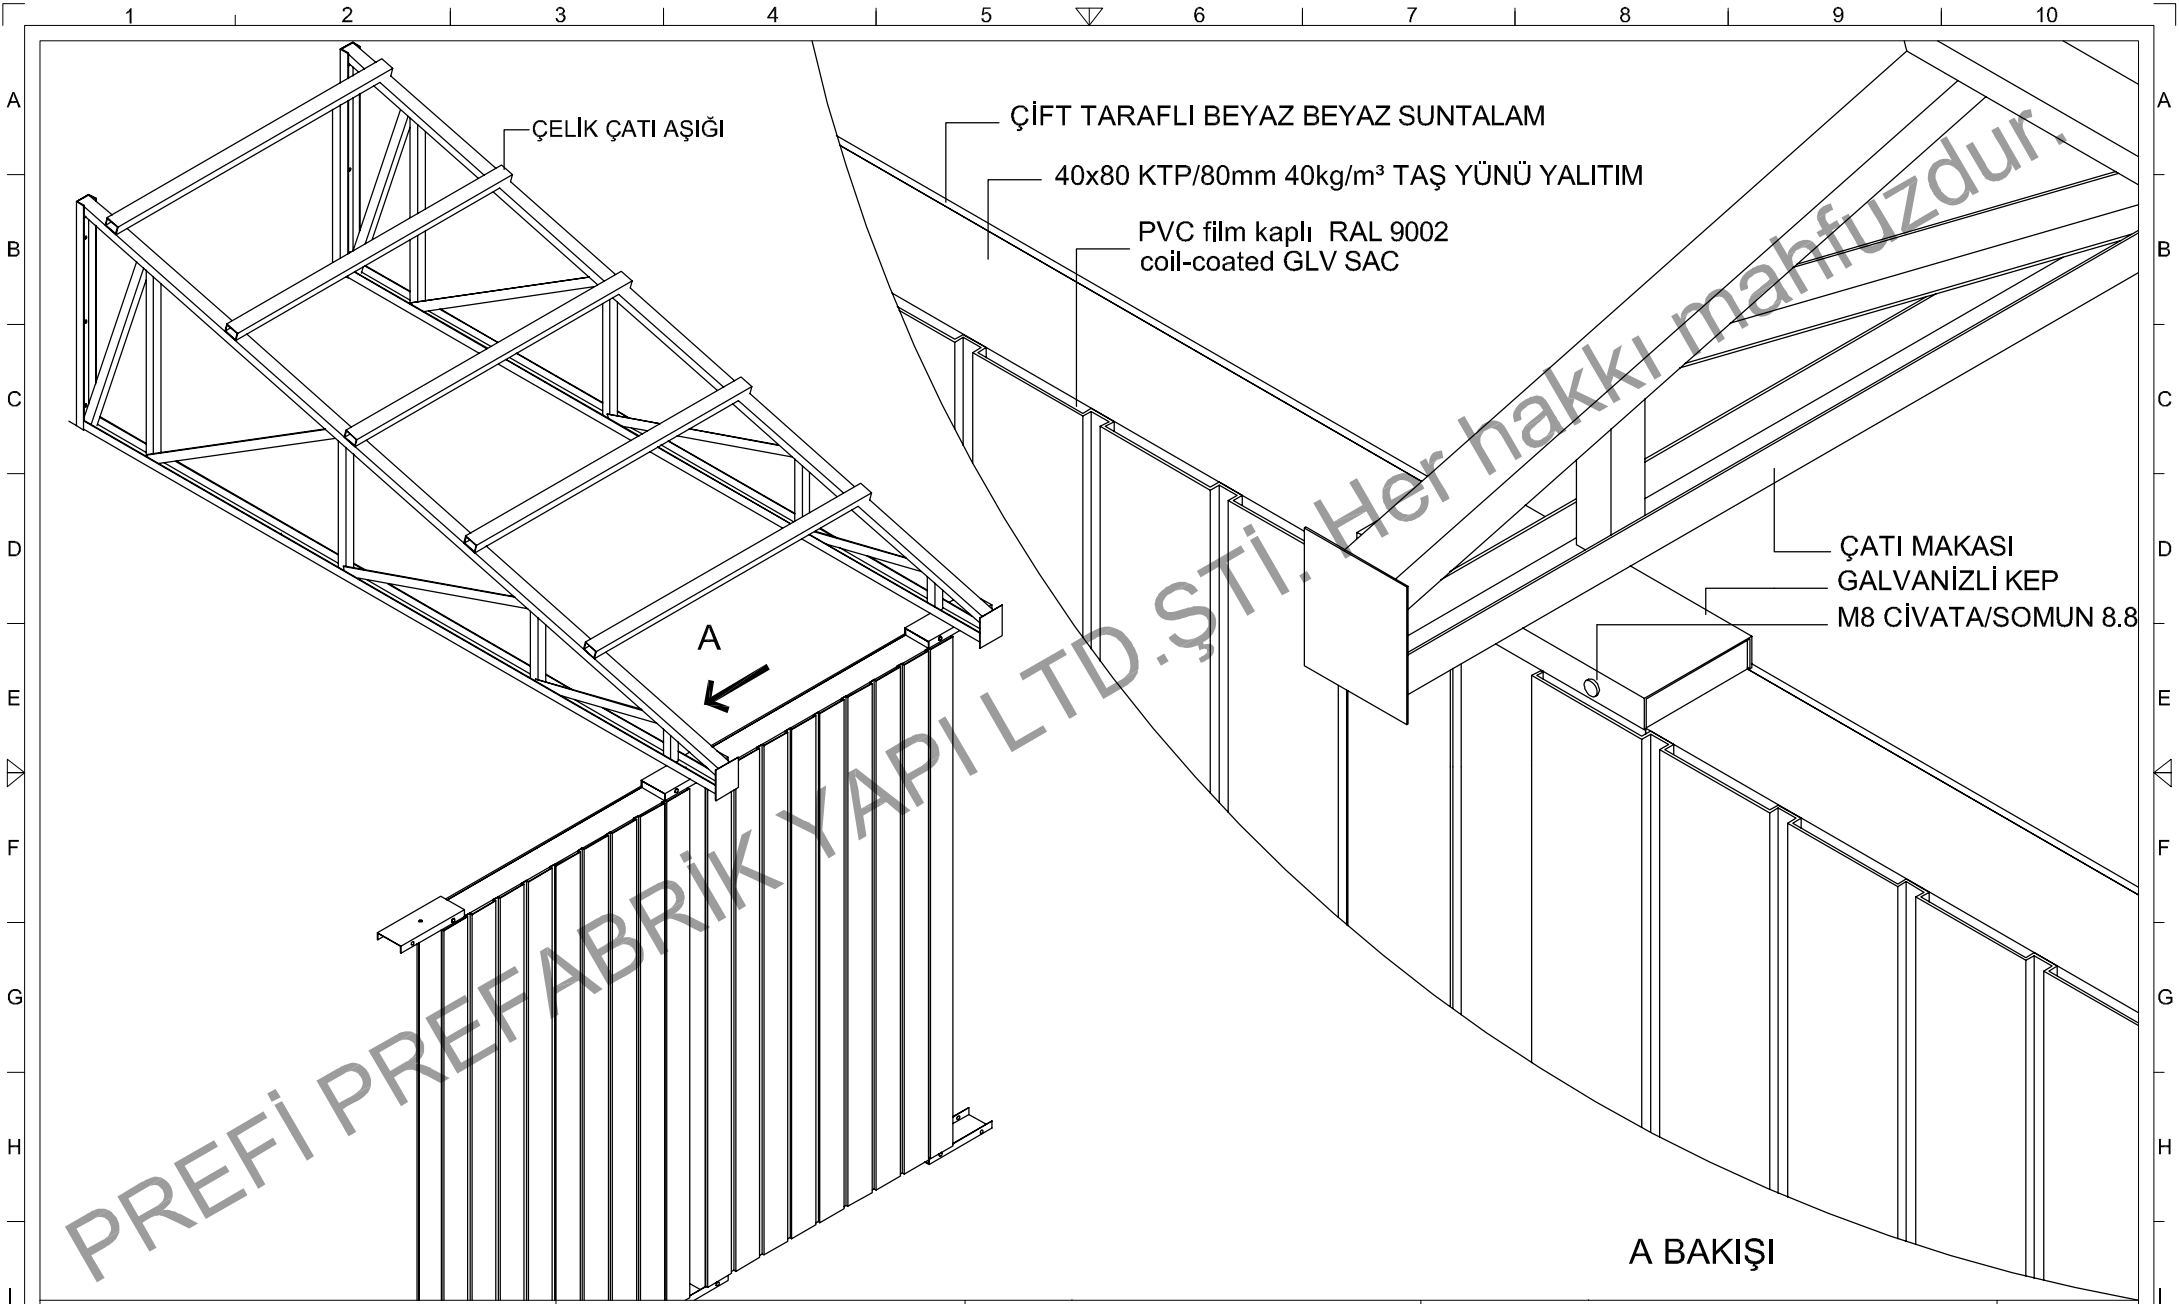 1 2 3 4 5 6 7 8 9 10
A A
B B
C C
D D
E E
F F
G G
H H
I I
ÇELİK ÇATI AŞIĞI
A
ÇİFT TARAFLI BEYAZ BEYAZ SUNTALAM
40x80 KTP/80mm 40kg/m³ TAŞ YÜNÜ YALITIM
PVC film kaplı RAL 9002
coil-coated GLV SAC
ÇATI MAKASI
GALVANİZLİ KEP
M8 CİVATA/SOMUN 8.8
A BAKIŞI
PREFİ PREFABRİK YAPI LTD.ŞTİ. Her hakkı mahfuzdur.